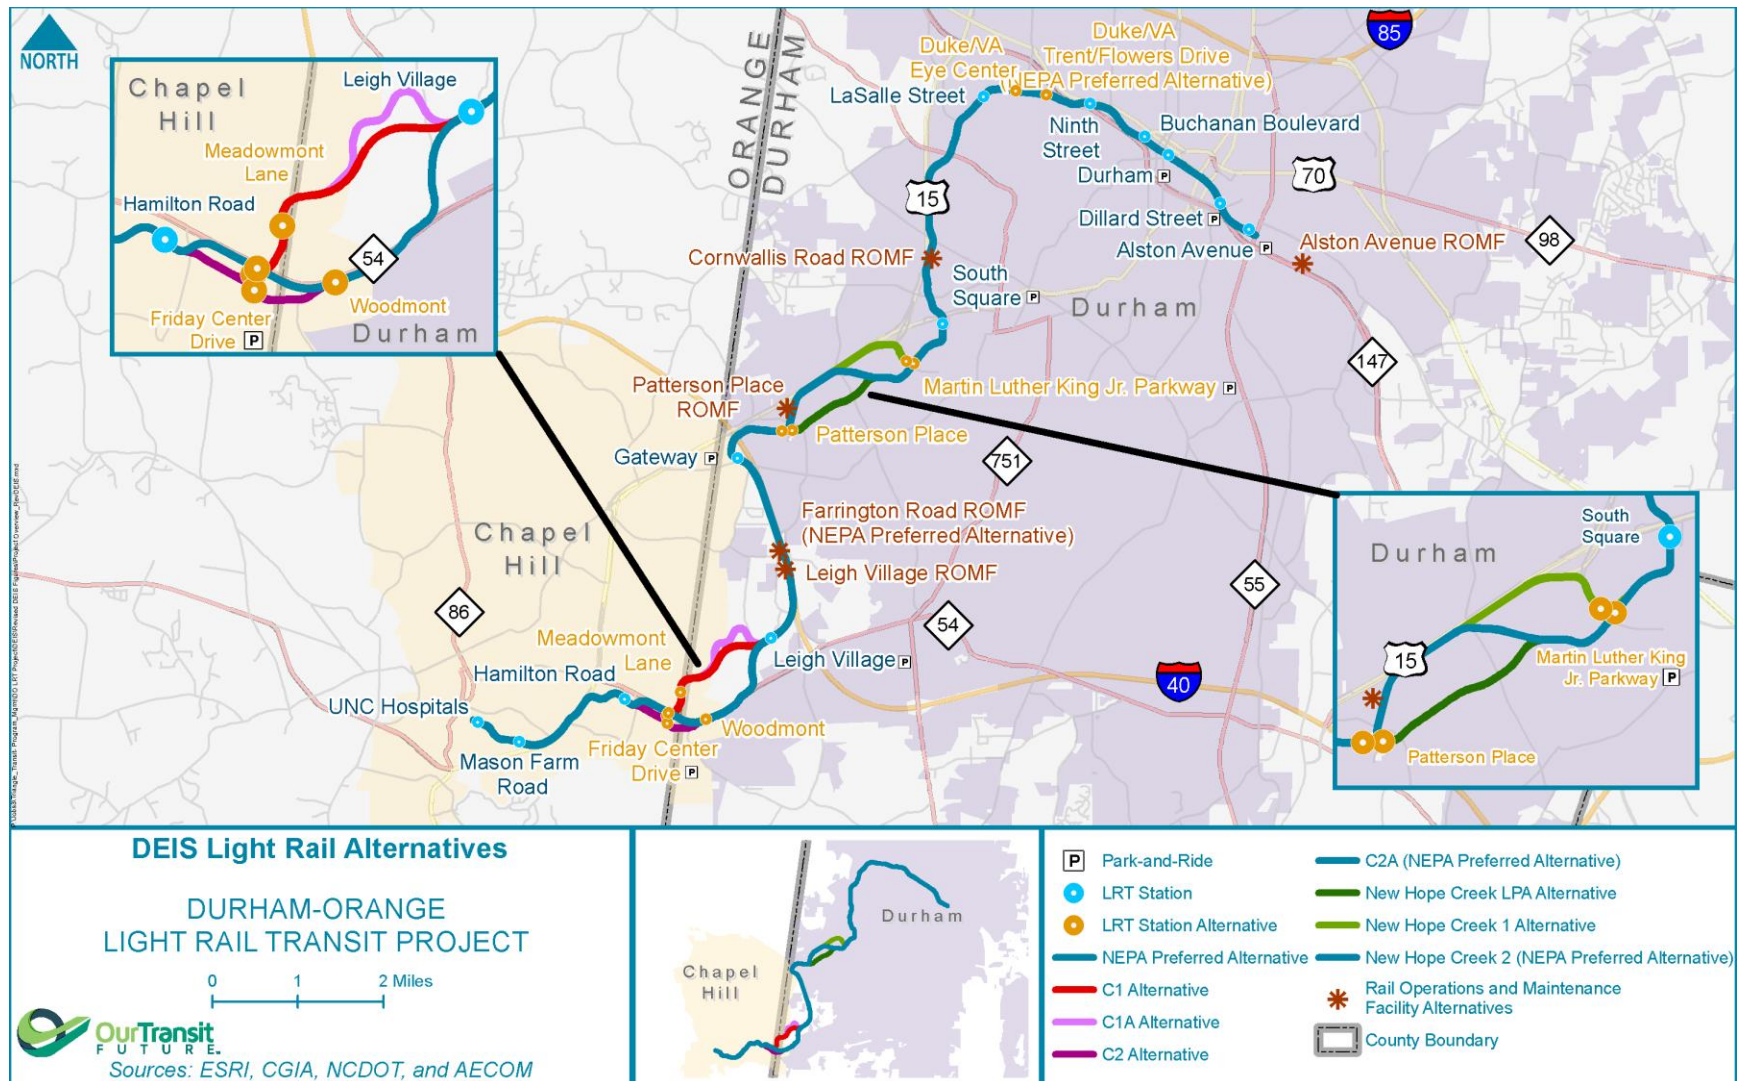 NORTH
Chapel
Hill
Leigh Village
Meadowmont
Lane
Hamilton Road
54
Woodmont
Friday Center
Drive P
Durham
ORANGE
DURHAM
85
Duke/VA
Eye Center
Duke/VA
Trent/Flowers Drive
(NEPA Preferred Alternative)
LaSalle Street
Ninth
Street
Buchanan Boulevard
Durham P
70
15
Dillard Street P
Alston Avenue P
Alston Avenue ROMF
98
Cornwallis Road ROMF
South
Square P
Durham
147
Patterson Place
ROMF
Martin Luther King Jr. Parkway P
Patterson Place
Gateway P
751
Farrington Road ROMF
(NEPA Preferred Alternative)
Leigh Village ROMF
Chapel
Hill
86
55
54
40
Meadowmont
Lane
Hamilton Road
Leigh Village P
UNC Hospitals
Woodmont
Mason Farm
Road
Friday Center
Drive P
South
Square
Durham
15
Martin Luther King
Jr. Parkway P
Patterson Place
DEIS Light Rail Alternatives
DURHAM-ORANGE
LIGHT RAIL TRANSIT PROJECT
0 1 2 Miles
OurTransit
FUTURE
Sources: ESRI, CGIA, NCDOT, and AECOM
Durham
Chapel
Hill
P Park-and-Ride
LRT Station
LRT Station Alternative
NEPA Preferred Alternative
C1 Alternative
C1A Alternative
C2 Alternative
C2A (NEPA Preferred Alternative)
New Hope Creek LPA Alternative
New Hope Creek 1 Alternative
New Hope Creek 2 (NEPA Preferred Alternative)
Rail Operations and Maintenance
Facility Alternatives
County Boundary